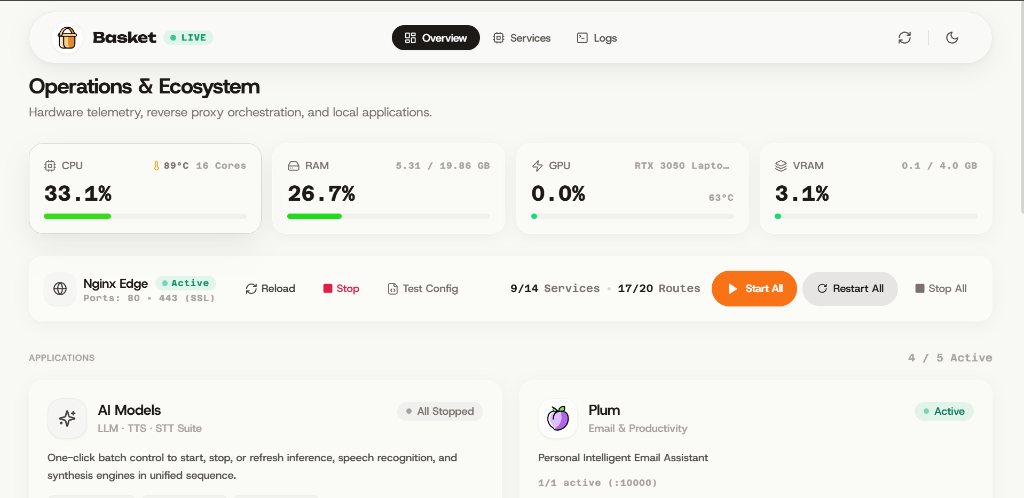 Basket LIVE Overview Services Logs
Operations & Ecosystem
Hardware telemetry, reverse proxy orchestration, and local applications.
CPU 89°C 16 Cores
33.1%
RAM 5.31 / 19.86 GB
26.7%
GPU RTX 3050 Lapto…
0.0% 63°C
VRAM 0.1 / 4.0 GB
3.1%
Nginx Edge Active
Ports: 80 • 443 (SSL)
Reload Stop Test Config 9/14 Services • 17/20 Routes Start All Restart All Stop All
APPLICATIONS 4 / 5 Active
AI Models All Stopped
LLM · TTS · STT Suite
One-click batch control to start, stop, or refresh inference, speech recognition, and
synthesis engines in unified sequence.
Plum Active
Email & Productivity
Personal Intelligent Email Assistant
1/1 active (:10000)